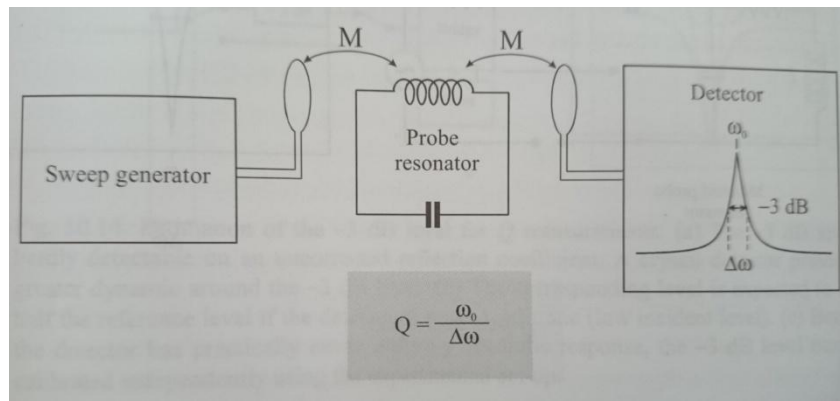 M
M
Sweep generator
Probe
resonator
Detector
ω₀
−3 dB
Δω
Q = ω₀ / Δω